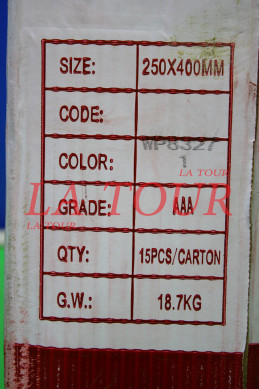 SIZE: 250X400MM
CODE:
WP8327
COLOR: 1
LA TOUR
GRADE: AAA
LA TOUR
LA TOUR
QTY: 15PCS/CARTON
G.W.: 18.7KG